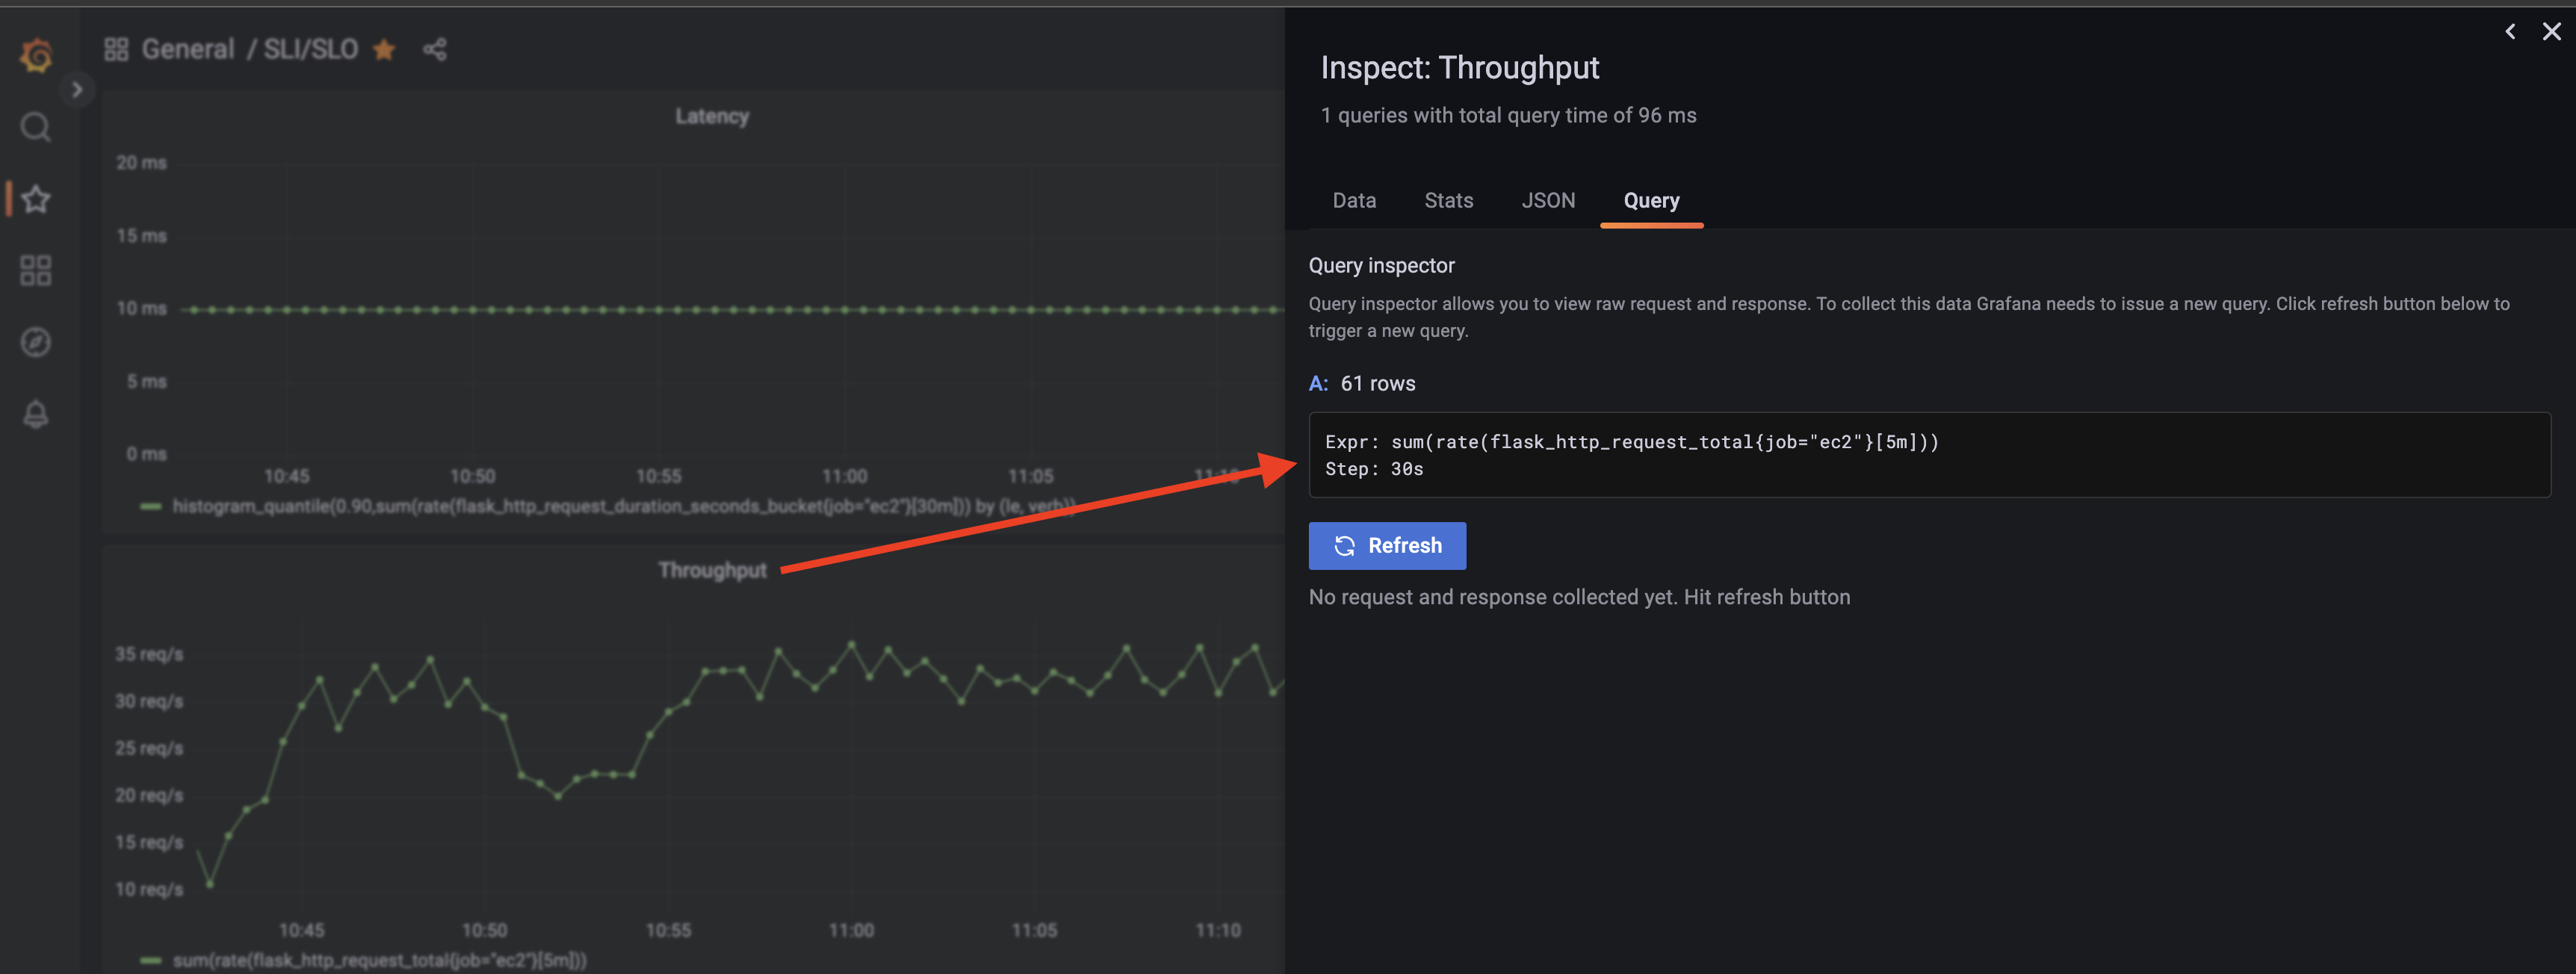 General / SLI/SLO
Latency
20 ms
15 ms
10 ms
5 ms
0 ms
10:45 10:50 10:55 11:00 11:05 11:10
histogram_quantile(0.90,sum(rate(flask_http_request_duration_seconds_bucket{job="ec2"}[30m])) by (le, verb))
Throughput
35 req/s
30 req/s
25 req/s
20 req/s
15 req/s
10 req/s
10:45 10:50 10:55 11:00 11:05 11:10
sum(rate(flask_http_request_total{job="ec2"}[5m]))
Inspect: Throughput
1 queries with total query time of 96 ms
Data Stats JSON Query
Query inspector
Query inspector allows you to view raw request and response. To collect this data Grafana needs to issue a new query. Click refresh button below to
trigger a new query.
A: 61 rows
Expr: sum(rate(flask_http_request_total{job="ec2"}[5m]))
Step: 30s
Refresh
No request and response collected yet. Hit refresh button